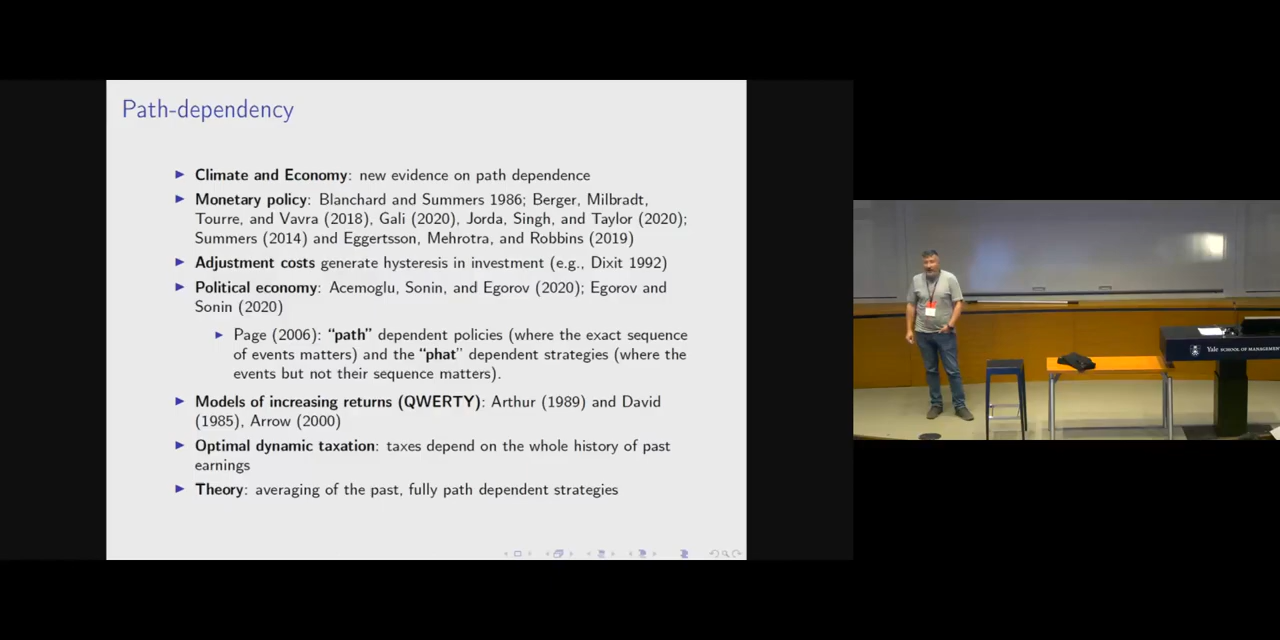 Path-dependency
Climate and Economy: new evidence on path dependence
Monetary policy: Blanchard and Summers 1986; Berger, Milbradt,
Tourre, and Vavra (2018), Gali (2020), Jorda, Singh, and Taylor (2020);
Summers (2014) and Eggertsson, Mehrotra, and Robbins (2019)
Adjustment costs generate hysteresis in investment (e.g., Dixit 1992)
Political economy: Acemoglu, Sonin, and Egorov (2020); Egorov and
Sonin (2020)
Page (2006): "path" dependent policies (where the exact sequence
of events matters) and the "phat" dependent strategies (where the
events but not their sequence matters).
Models of increasing returns (QWERTY): Arthur (1989) and David
(1985), Arrow (2000)
Optimal dynamic taxation: taxes depend on the whole history of past
earnings
Theory: averaging of the past, fully path dependent strategies
Yale SCHOOL OF MANAGEMENT